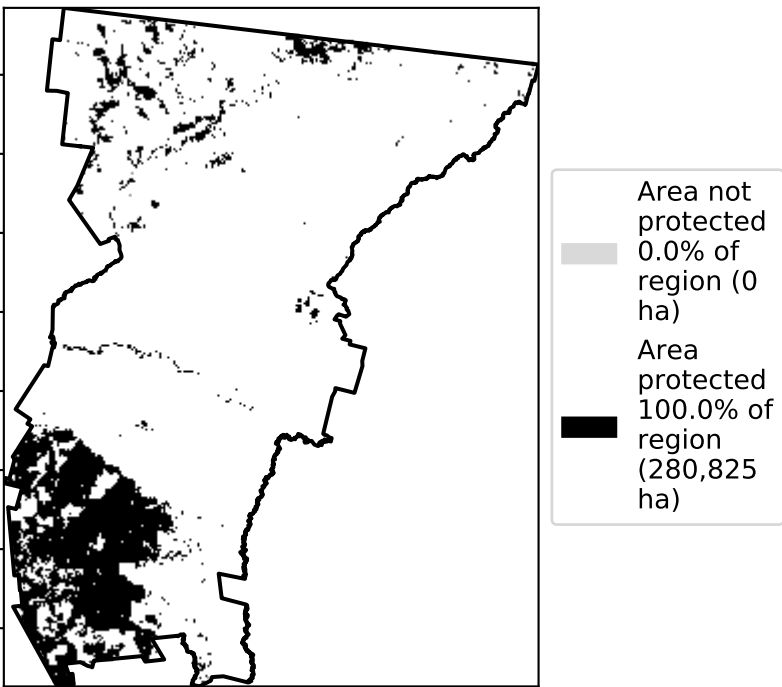 Area not
protected
0.0% of
region (0
ha)
Area
protected
100.0% of
region
(280,825
ha)